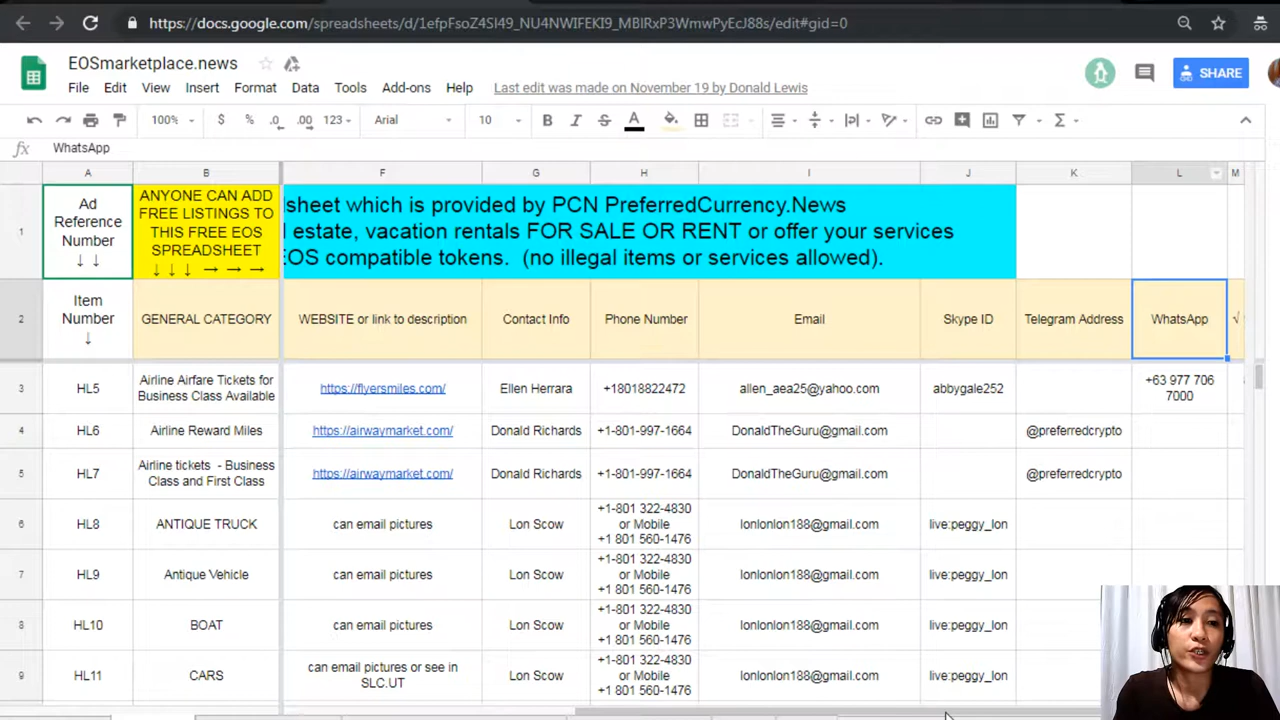 https://docs.google.com/spreadsheets/d/1efpFsoZ4Sl49_NU4NWIFEKI9_MBlRxP3WmwPyEcJ88s/edit#gid=0
EOSmarketplace.news
SHARE
File Edit View Insert Format Data Tools Add-ons Help Last edit was made on November 19 by Donald Lewis
100% $ % .0 .00 123 Arial 10 B I S A Σ
fx WhatsApp
A B F G H I J K L M
1
Ad
Reference
Number
↓ ↓
ANYONE CAN ADD
FREE LISTINGS TO
THIS FREE EOS
SPREADSHEET
↓ ↓ ↓ → → →
dsheet which is provided by PCN PreferredCurrency.News
l estate, vacation rentals FOR SALE OR RENT or offer your services
EOS compatible tokens. (no illegal items or services allowed).
2
Item
Number
↓
GENERAL CATEGORY
WEBSITE or link to description
Contact Info
Phone Number
Email
Skype ID
Telegram Address
WhatsApp
√
3
HL5
Airline Airfare Tickets for
Business Class Available
https://flyersmiles.com/
Ellen Herrara
+18018822472
allen_aea25@yahoo.com
abbygale252
+63 977 706
7000
4
HL6
Airline Reward Miles
https://airwaymarket.com/
Donald Richards
+1-801-997-1664
DonaldTheGuru@gmail.com
@preferredcrypto
5
HL7
Airline tickets - Business
Class and First Class
https://airwaymarket.com/
Donald Richards
+1-801-997-1664
DonaldTheGuru@gmail.com
@preferredcrypto
6
HL8
ANTIQUE TRUCK
can email pictures
Lon Scow
+1-801 322-4830
or Mobile
+1 801 560-1476
lonlonlon188@gmail.com
live:peggy_lon
7
HL9
Antique Vehicle
can email pictures
Lon Scow
+1-801 322-4830
or Mobile
+1 801 560-1476
lonlonlon188@gmail.com
live:peggy_lon
8
HL10
BOAT
can email pictures
Lon Scow
+1-801 322-4830
or Mobile
+1 801 560-1476
lonlonlon188@gmail.com
live:peggy_lon
9
HL11
CARS
can email pictures or see in
SLC.UT
Lon Scow
+1-801 322-4830
or Mobile
+1 801 560-1476
lonlonlon188@gmail.com
live:peggy_lon